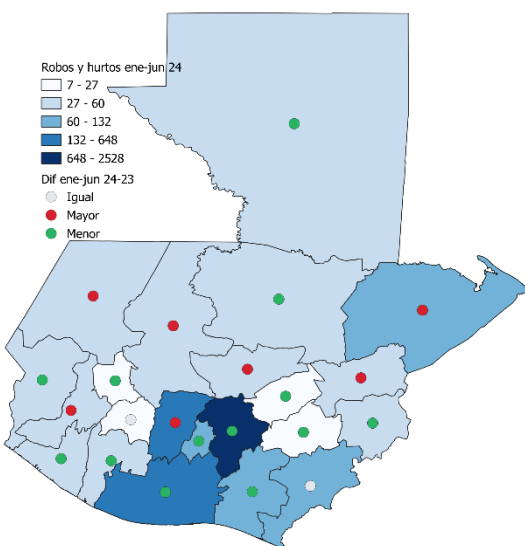 Robos y hurtos ene-jun 24
7 - 27
27 - 60
60 - 132
132 - 648
648 - 2528
Dif ene-jun 24-23
Igual
Mayor
Menor